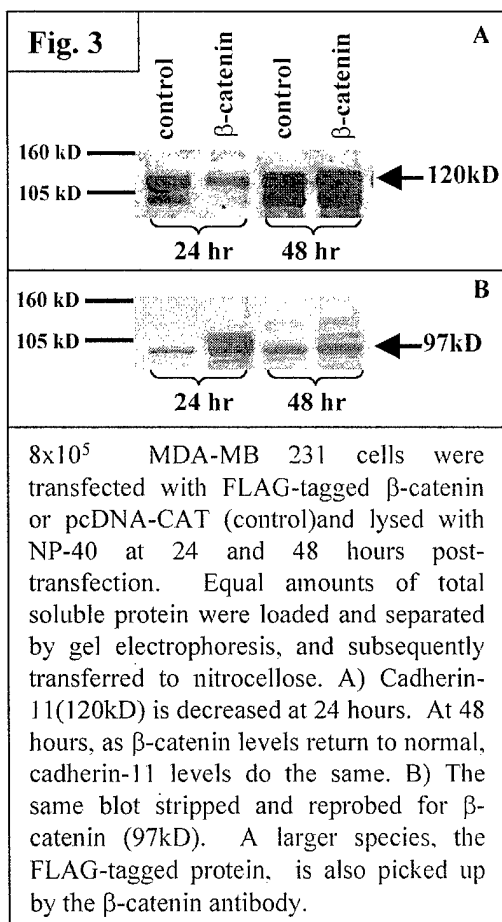 Fig. 3
A
control
β-catenin
control
β-catenin
160 kD
105 kD
120kD
24 hr
48 hr
B
160 kD
105 kD
97kD
24 hr
48 hr
8x10⁵ MDA-MB 231 cells were
transfected with FLAG-tagged β-catenin
or pcDNA-CAT (control)and lysed with
NP-40 at 24 and 48 hours post-
transfection. Equal amounts of total
soluble protein were loaded and separated
by gel electrophoresis, and subsequently
transferred to nitrocellose. A) Cadherin-
11(120kD) is decreased at 24 hours. At 48
hours, as β-catenin levels return to normal,
cadherin-11 levels do the same. B) The
same blot stripped and reprobed for β-
catenin (97kD). A larger species, the
FLAG-tagged protein, is also picked up
by the β-catenin antibody.